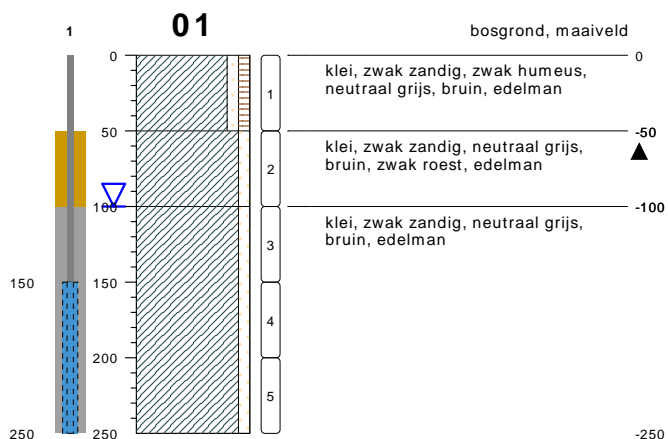 1
01
bosgrond, maaiveld
0
0
klei, zwak zandig, zwak humeus,
neutraal grijs, bruin, edelman
1
50
-50
klei, zwak zandig, neutraal grijs,
bruin, zwak roest, edelman
2
100
-100
klei, zwak zandig, neutraal grijs,
bruin, edelman
3
150
150
4
200
5
250
250
-250